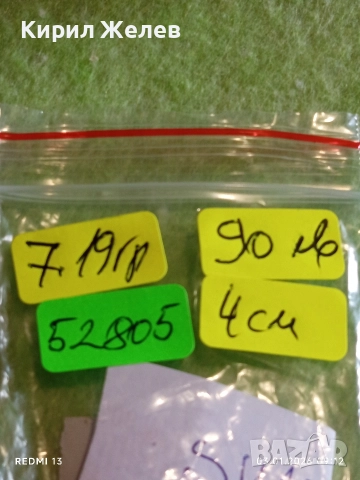 Кирил Желев
7.19гр
90 лв
52805
4см
REDMI 13